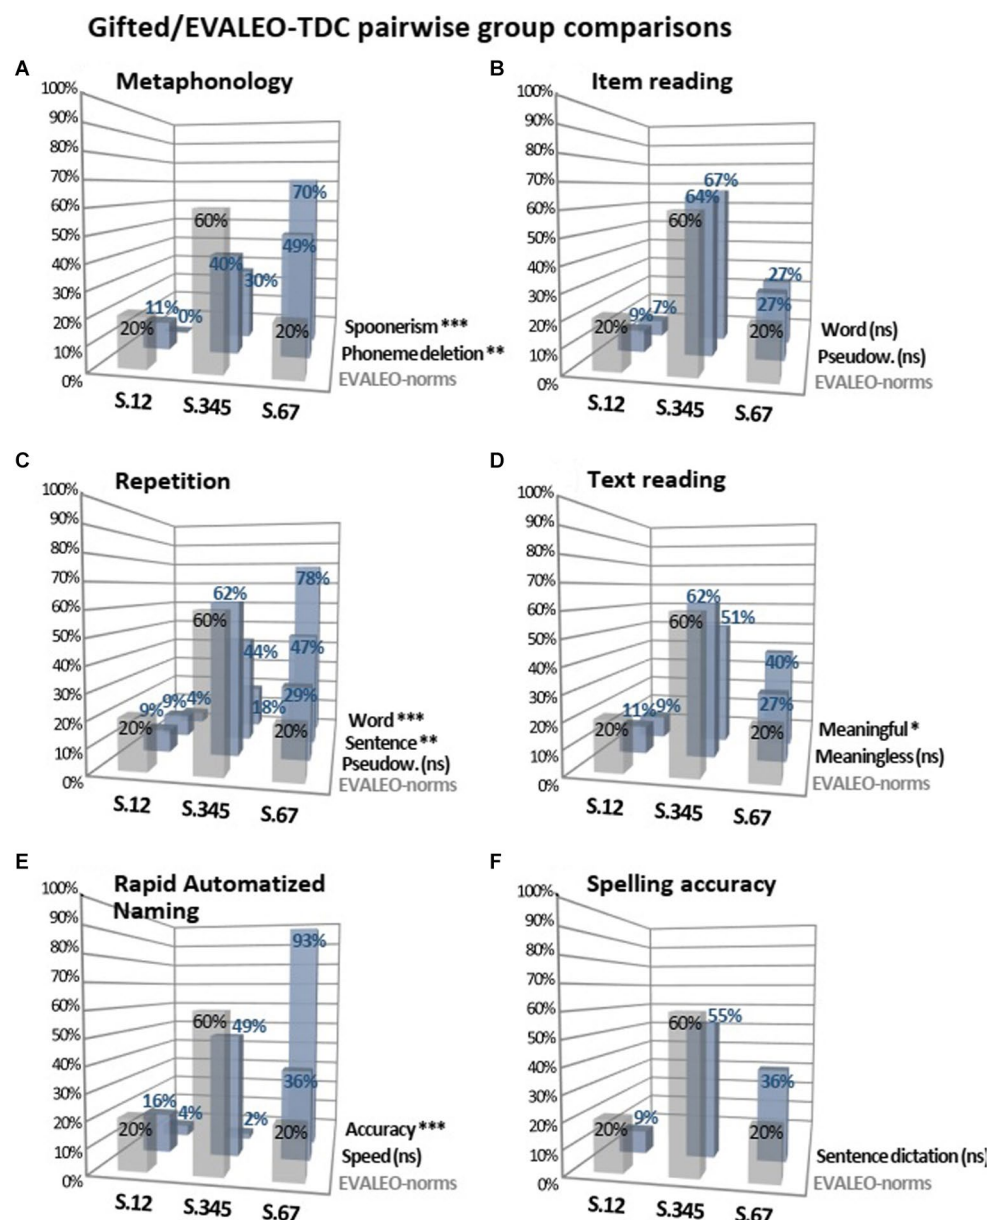 Gifted/EVALEO-TDC pairwise group comparisons
A
Metaphonology
100%
90%
80%
70%
60%
50%
40%
30%
20%
10%
0%
20%
11%
0%
60%
40%
30%
70%
49%
20%
Spoonerism ***
Phoneme deletion **
EVALEO-norms
S.12
S.345
S.67
B
Item reading
100%
90%
80%
70%
60%
50%
40%
30%
20%
10%
0%
20%
9%
7%
60%
64%
67%
27%
27%
20%
Word (ns)
Pseudow. (ns)
EVALEO-norms
S.12
S.345
S.67
C
Repetition
100%
90%
80%
70%
60%
50%
40%
30%
20%
10%
0%
20%
9%
9%
4%
60%
62%
44%
18%
78%
47%
29%
20%
Word ***
Sentence **
Pseudow. (ns)
EVALEO-norms
S.12
S.345
S.67
D
Text reading
100%
90%
80%
70%
60%
50%
40%
30%
20%
10%
0%
20%
11%
9%
60%
62%
51%
40%
27%
20%
Meaningful *
Meaningless (ns)
EVALEO-norms
S.12
S.345
S.67
E
Rapid Automatized
Naming
100%
90%
80%
70%
60%
50%
40%
30%
20%
10%
0%
20%
16%
4%
60%
49%
2%
93%
36%
20%
Accuracy ***
Speed (ns)
EVALEO-norms
S.12
S.345
S.67
F
Spelling accuracy
100%
90%
80%
70%
60%
50%
40%
30%
20%
10%
0%
20%
9%
60%
55%
36%
20%
Sentence dictation (ns)
EVALEO-norms
S.12
S.345
S.67